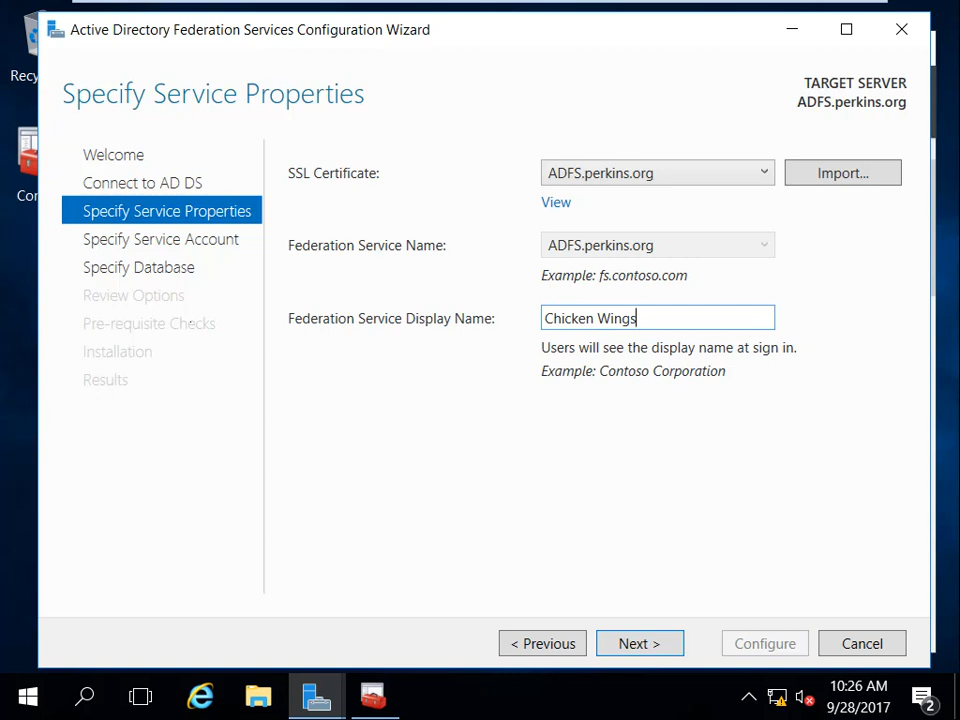 Active Directory Federation Services Configuration Wizard
Specify Service Properties
TARGET SERVER
ADFS.perkins.org
Welcome
Connect to AD DS
Specify Service Properties
Specify Service Account
Specify Database
Review Options
Pre-requisite Checks
Installation
Results
SSL Certificate:
ADFS.perkins.org
Import...
View
Federation Service Name:
ADFS.perkins.org
Example: fs.contoso.com
Federation Service Display Name:
Chicken Wings
Users will see the display name at sign in.
Example: Contoso Corporation
< Previous
Next >
Configure
Cancel
Recy
Con
10:26 AM
9/28/2017
2